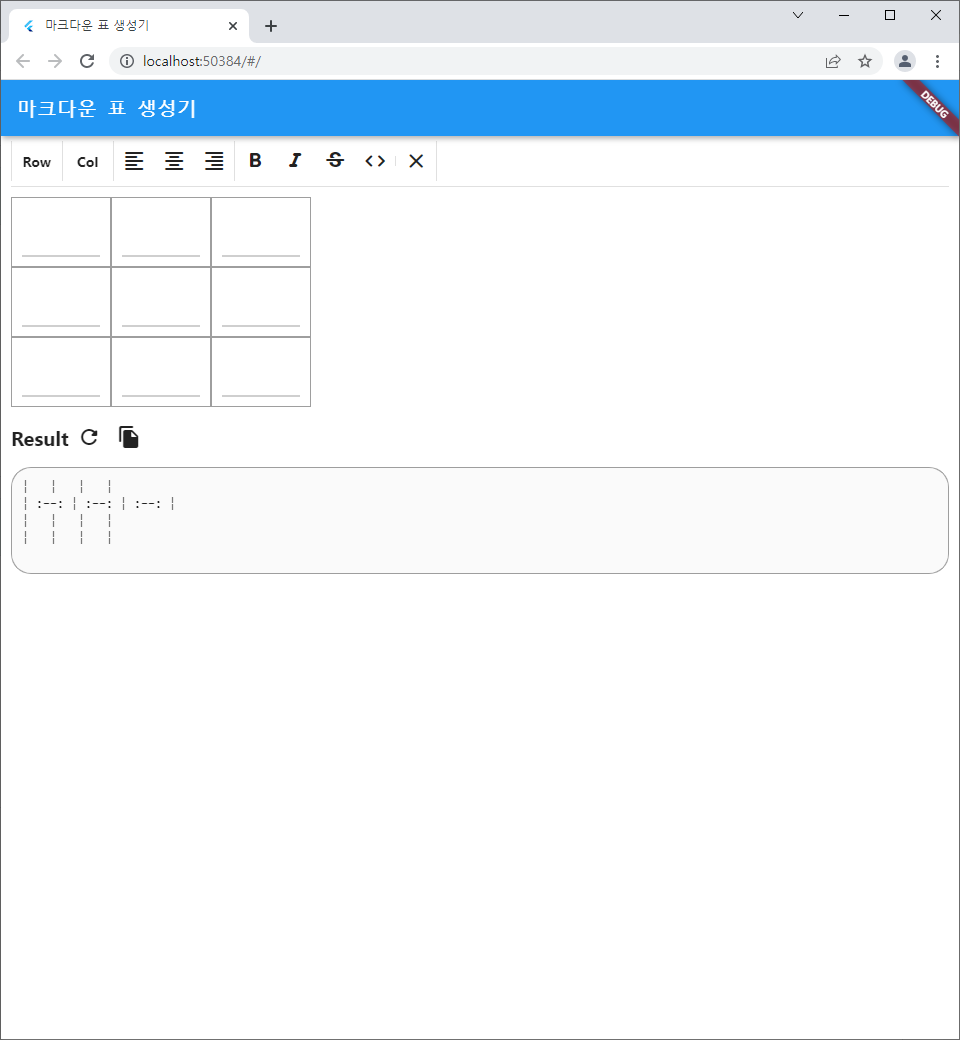 마크다운 표 생성기
localhost:50384/#/
마크다운 표 생성기
DEBUG
Row Col B I S <>
Result
¦   ¦   ¦   ¦
¦ :--: ¦ :--: ¦ :--: ¦
¦   ¦   ¦   ¦
¦   ¦   ¦   ¦